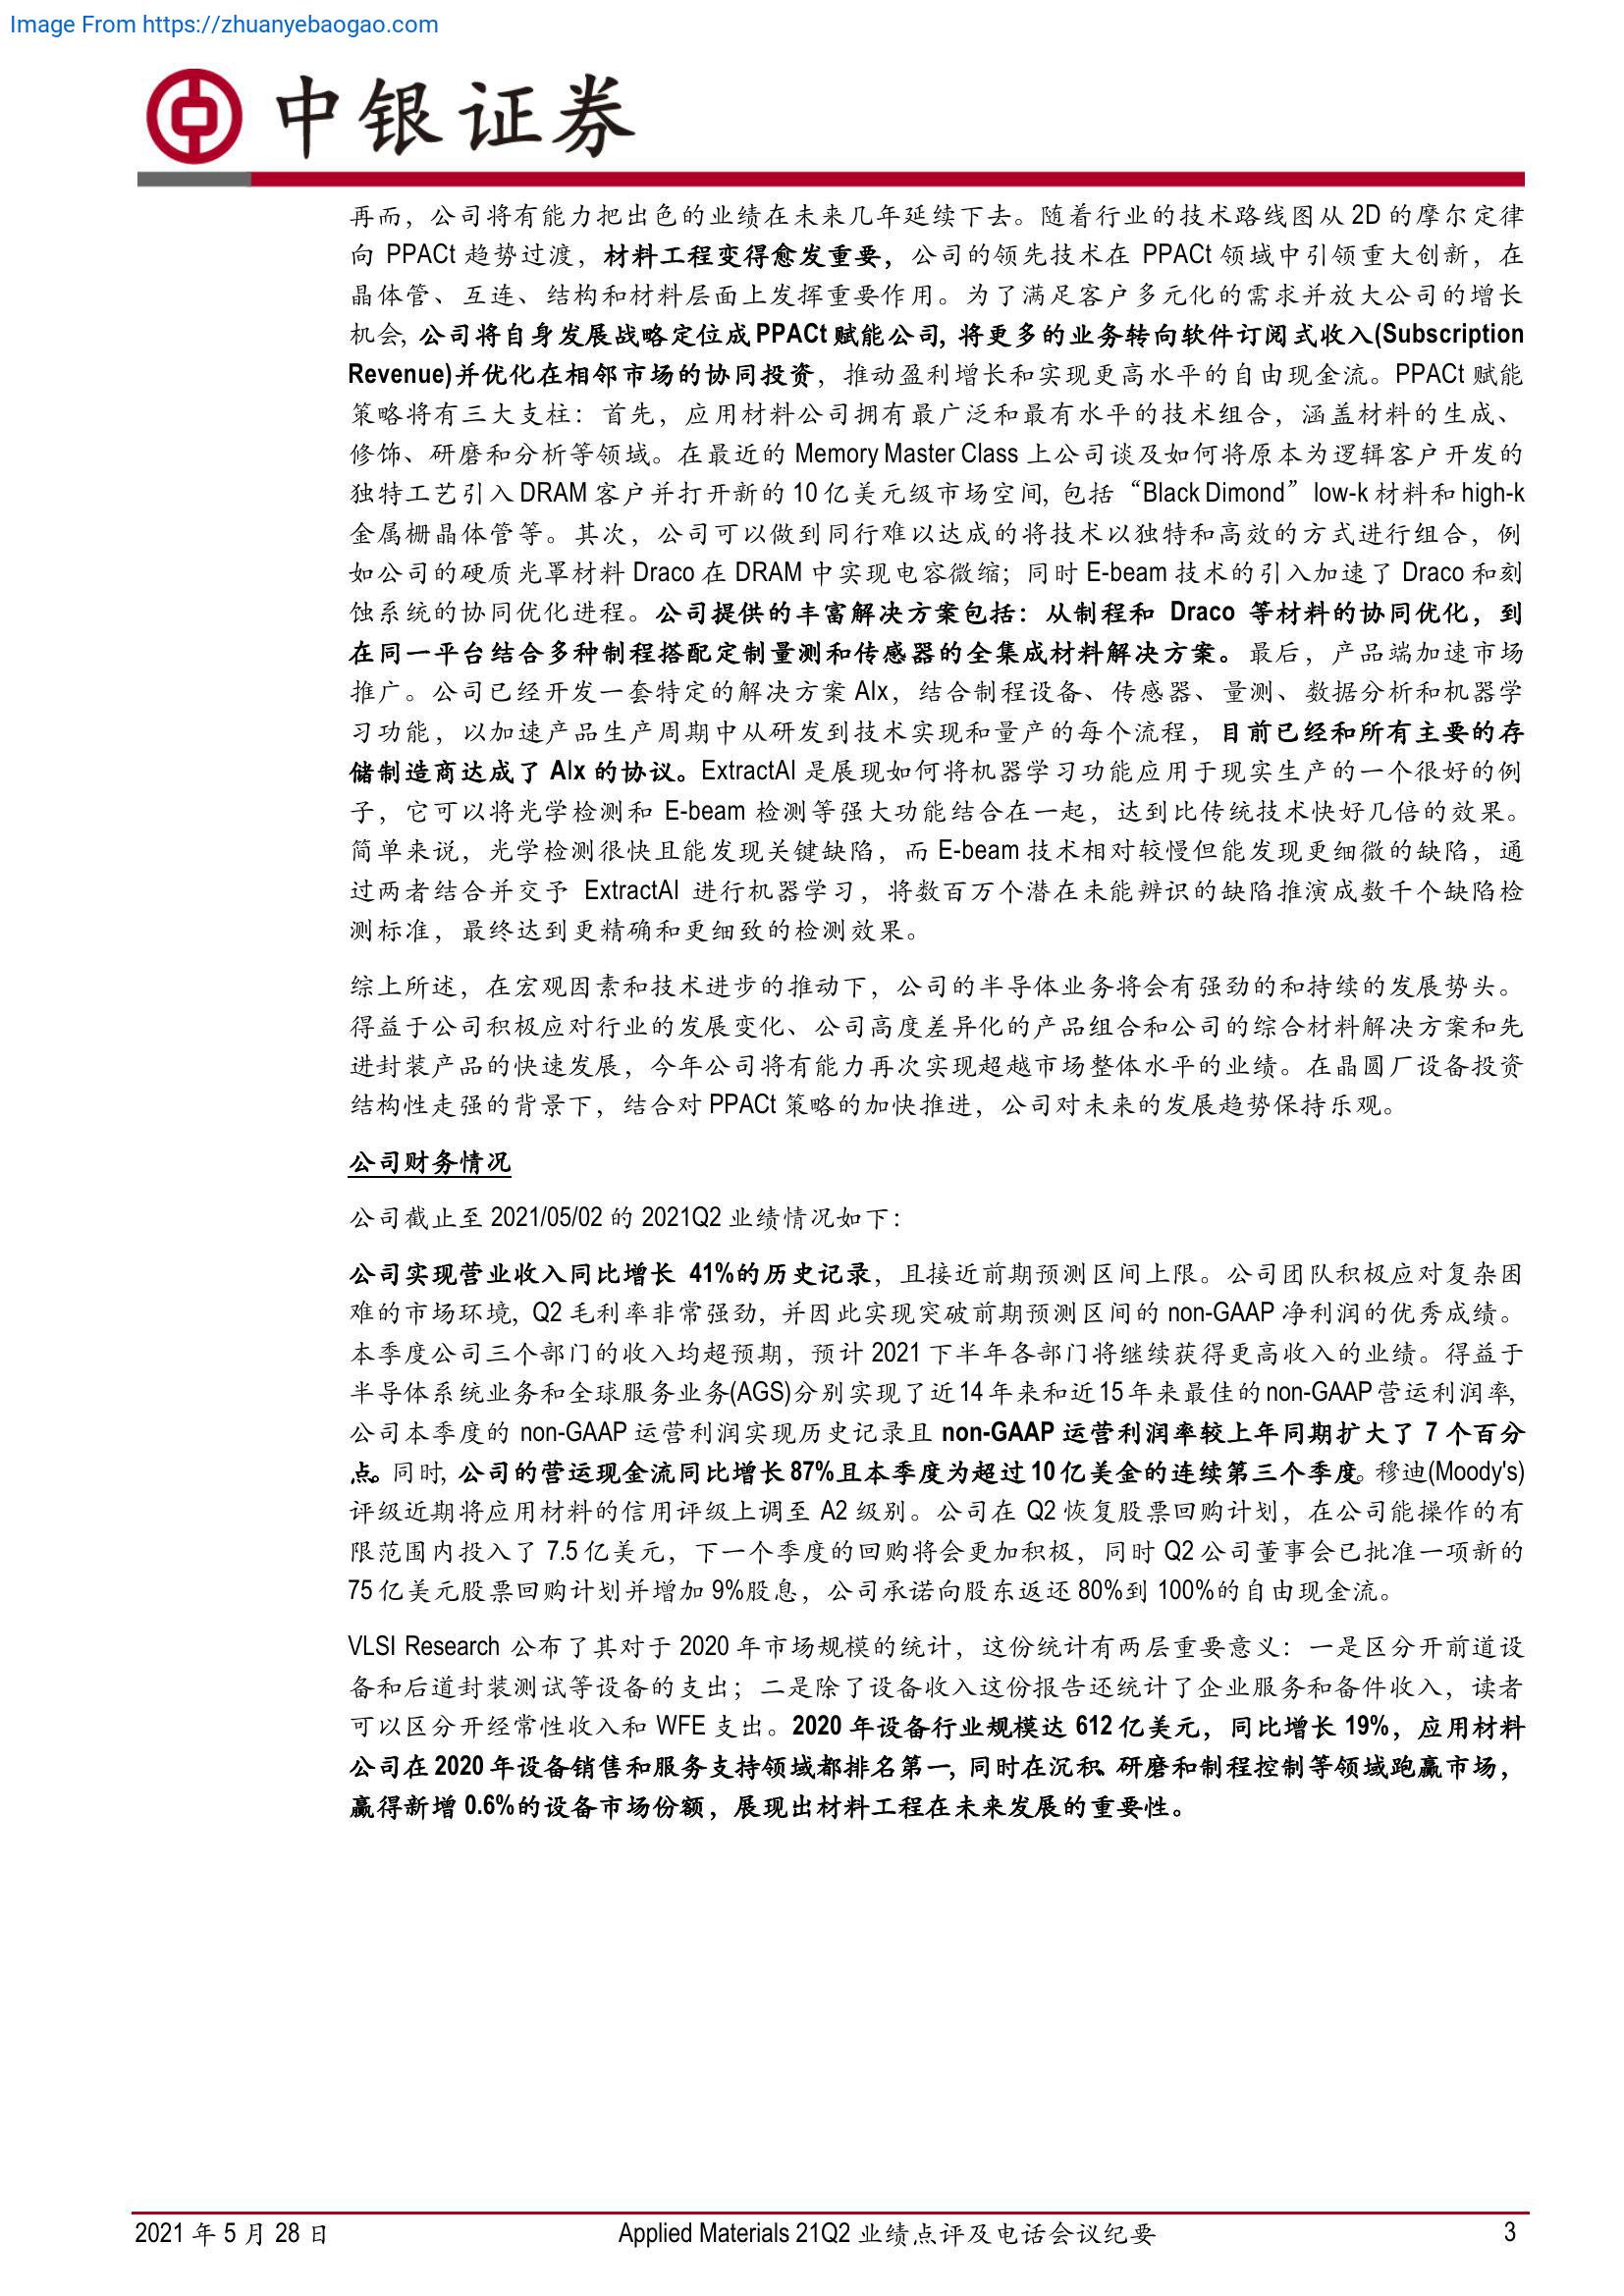 Image From https://zhuanyebaogao.com
中银证券
再而，公司将有能力把出色的业绩在未来几年延续下去。随着行业的技术路线图从 2D 的摩尔定律
向 PPACt 趋势过渡，材料工程变得愈发重要，公司的领先技术在 PPACt 领域中引领重大创新，在
晶体管、互连、结构和材料层面上发挥重要作用。为了满足客户多元化的需求并放大公司的增长
机会，公司将自身发展战略定位成 PPACt 赋能公司，将更多的业务转向软件订阅式收入(Subscription
Revenue)并优化在相邻市场的协同投资，推动盈利增长和实现更高水平的自由现金流。PPACt 赋能
策略将有三大支柱：首先，应用材料公司拥有最广泛和最有水平的技术组合，涵盖材料的生成、
修饰、研磨和分析等领域。在最近的 Memory Master Class 上公司谈及如何将原本为逻辑客户开发的
独特工艺引入 DRAM 客户并打开新的 10 亿美元级市场空间，包括“Black Dimond”low-k 材料和 high-k
金属栅晶体管等。其次，公司可以做到同行难以达成的将技术以独特和高效的方式进行组合，例
如公司的硬质光罩材料 Draco 在 DRAM 中实现电容微缩；同时 E-beam 技术的引入加速了 Draco 和刻
蚀系统的协同优化进程。公司提供的丰富解决方案包括：从制程和 Draco 等材料的协同优化，到
在同一平台结合多种制程搭配定制量测和传感器的全集成材料解决方案。最后，产品端加速市场
推广。公司已经开发一套特定的解决方案 AIx，结合制程设备、传感器、量测、数据分析和机器学
习功能，以加速产品生产周期中从研发到技术实现和量产的每个流程，目前已经和所有主要的存
储制造商达成了 AIx 的协议。ExtractAI 是展现如何将机器学习功能应用于现实生产的一个很好的例
子，它可以将光学检测和 E-beam 检测等强大功能结合在一起，达到比传统技术快好几倍的效果。
简单来说，光学检测很快且能发现关键缺陷，而 E-beam 技术相对较慢但能发现更细微的缺陷，通
过两者结合并交予 ExtractAI 进行机器学习，将数百万个潜在未能辨识的缺陷推演成数千个缺陷检
测标准，最终达到更精确和更细致的检测效果。
综上所述，在宏观因素和技术进步的推动下，公司的半导体业务将会有强劲的和持续的发展势头。
得益于公司积极应对行业的发展变化、公司高度差异化的产品组合和公司的综合材料解决方案和先
进封装产品的快速发展，今年公司将有能力再次实现超越市场整体水平的业绩。在晶圆厂设备投资
结构性走强的背景下，结合对 PPACt 策略的加快推进，公司对未来的发展趋势保持乐观。
公司财务情况
公司截止至 2021/05/02 的 2021Q2 业绩情况如下：
公司实现营业收入同比增长 41%的历史记录，且接近前期预测区间上限。公司团队积极应对复杂困
难的市场环境，Q2 毛利率非常强劲，并因此实现突破前期预测区间的 non-GAAP 净利润的优秀成绩。
本季度公司三个部门的收入均超预期，预计 2021 下半年各部门将继续获得更高收入的业绩。得益于
半导体系统业务和全球服务业务(AGS)分别实现了近 14 年来和近 15 年来最佳的 non-GAAP 营运利润率，
公司本季度的 non-GAAP 运营利润实现历史记录且 non-GAAP 运营利润率较上年同期扩大了 7 个百分
点。同时，公司的营运现金流同比增长 87%且本季度为超过 10 亿美金的连续第三个季度。穆迪(Moody's)
评级近期将应用材料的信用评级上调至 A2 级别。公司在 Q2 恢复股票回购计划，在公司能操作的有
限范围内投入了 7.5 亿美元，下一个季度的回购将会更加积极，同时 Q2 公司董事会已批准一项新的
75 亿美元股票回购计划并增加 9%股息，公司承诺向股东返还 80%到 100%的自由现金流。
VLSI Research 公布了其对于 2020 年市场规模的统计，这份统计有两层重要意义：一是区分开前道设
备和后道封装测试等设备的支出；二是除了设备收入这份报告还统计了企业服务和备件收入，读者
可以区分开经常性收入和 WFE 支出。2020 年设备行业规模达 612 亿美元，同比增长 19%，应用材料
公司在 2020 年设备销售和服务支持领域都排名第一，同时在沉积、研磨和制程控制等领域跑赢市场，
赢得新增 0.6%的设备市场份额，展现出材料工程在未来发展的重要性。
2021 年 5 月 28 日
Applied Materials 21Q2 业绩点评及电话会议纪要
3